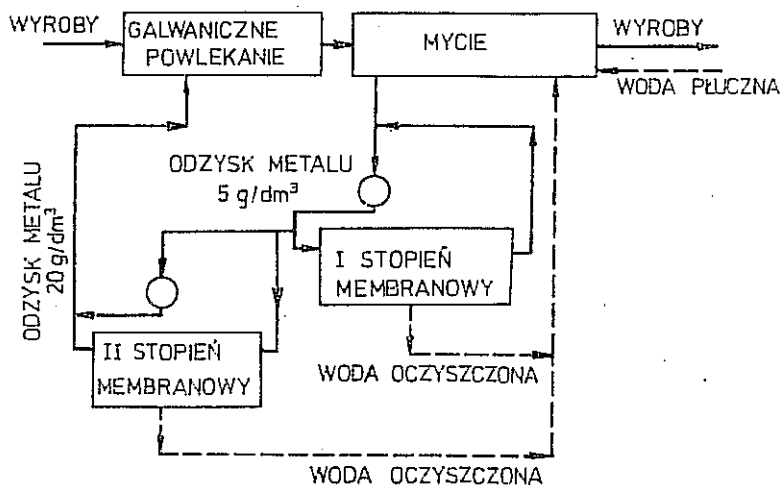 WYROBY
GALWANICZNE
POWLEKANIE
MYCIE
WYROBY
WODA PŁUCZNA
ODZYSK METALU
5 g/dm³
ODZYSK METALU
20 g/dm³
I STOPIEŃ
MEMBRANOWY
II STOPIEŃ
MEMBRANOWY
WODA OCZYSZCZONA
WODA OCZYSZCZONA